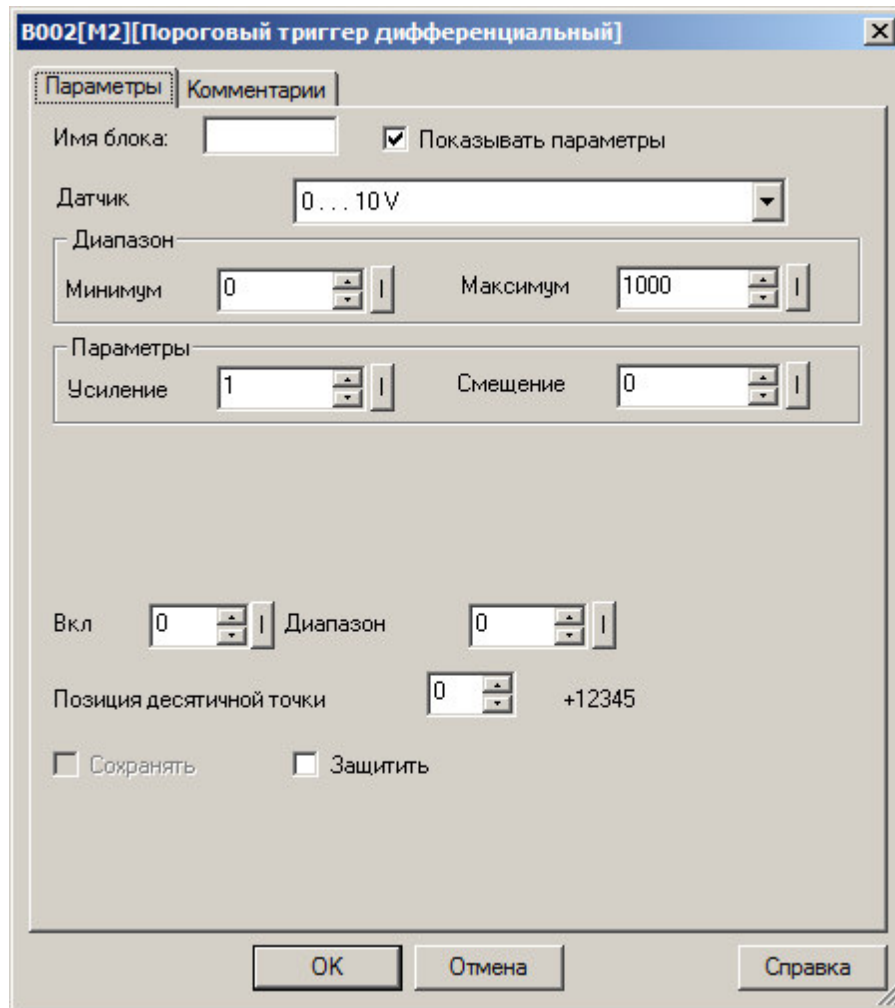 B002[M2][Пороговый триггер дифференциальный]
Параметры Комментарии
Имя блока: Показывать параметры
Датчик 0 . . . 10 V
Диапазон
Минимум 0 | Максимум 1000 |
Параметры
Усиление 1 | Смещение 0 |
Вкл 0 | Диапазон 0 |
Позиция десятичной точки 0 +12345
Сохранять Защитить
OK Отмена Справка